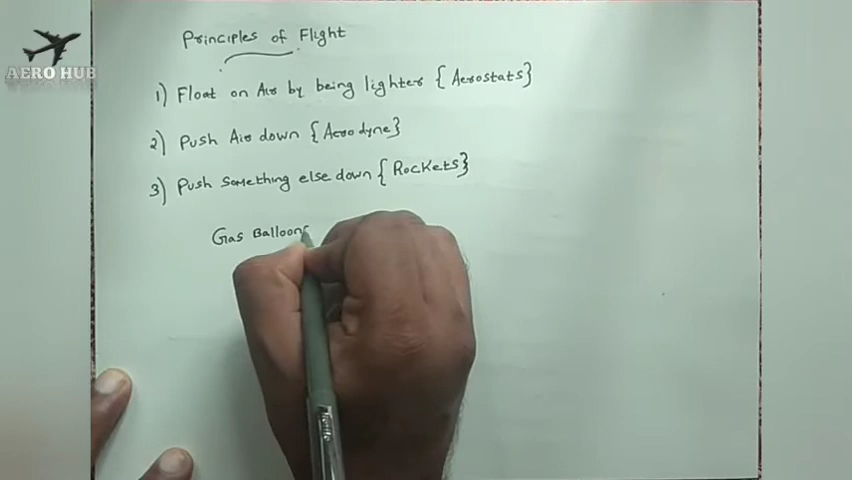 AERO HUB
Principles of Flight
1) Float on Air by being lighter { Aerostats}
2) Push Air down {Aerodyne}
3) Push Something else down { Rockets}
Gas Balloons